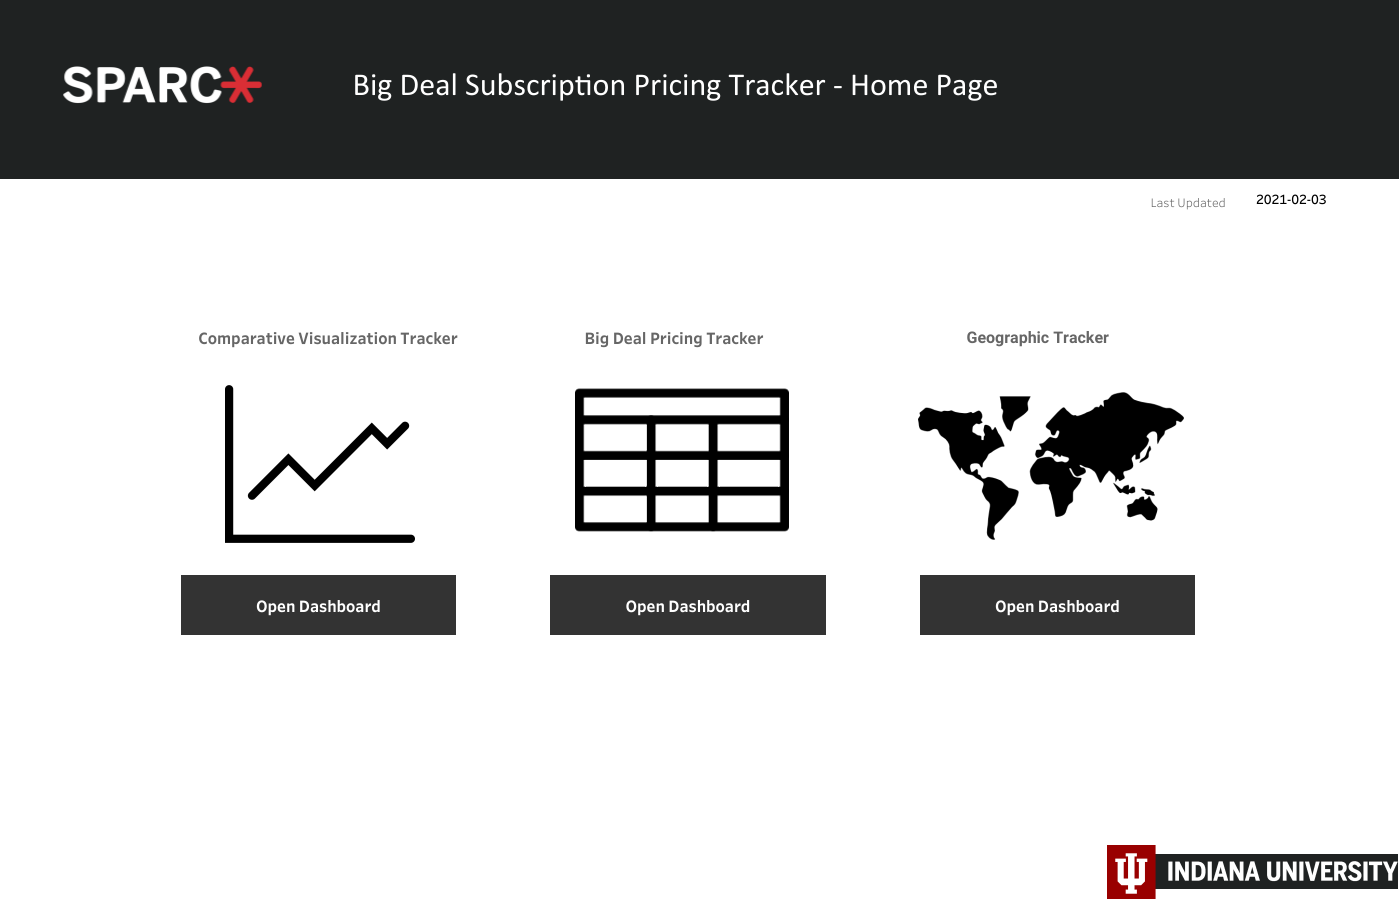 SPARC*
Big Deal Subscription Pricing Tracker - Home Page
Last Updated 2021-02-03
Comparative Visualization Tracker
Big Deal Pricing Tracker
Geographic Tracker
Open Dashboard
Open Dashboard
Open Dashboard
INDIANA UNIVERSITY